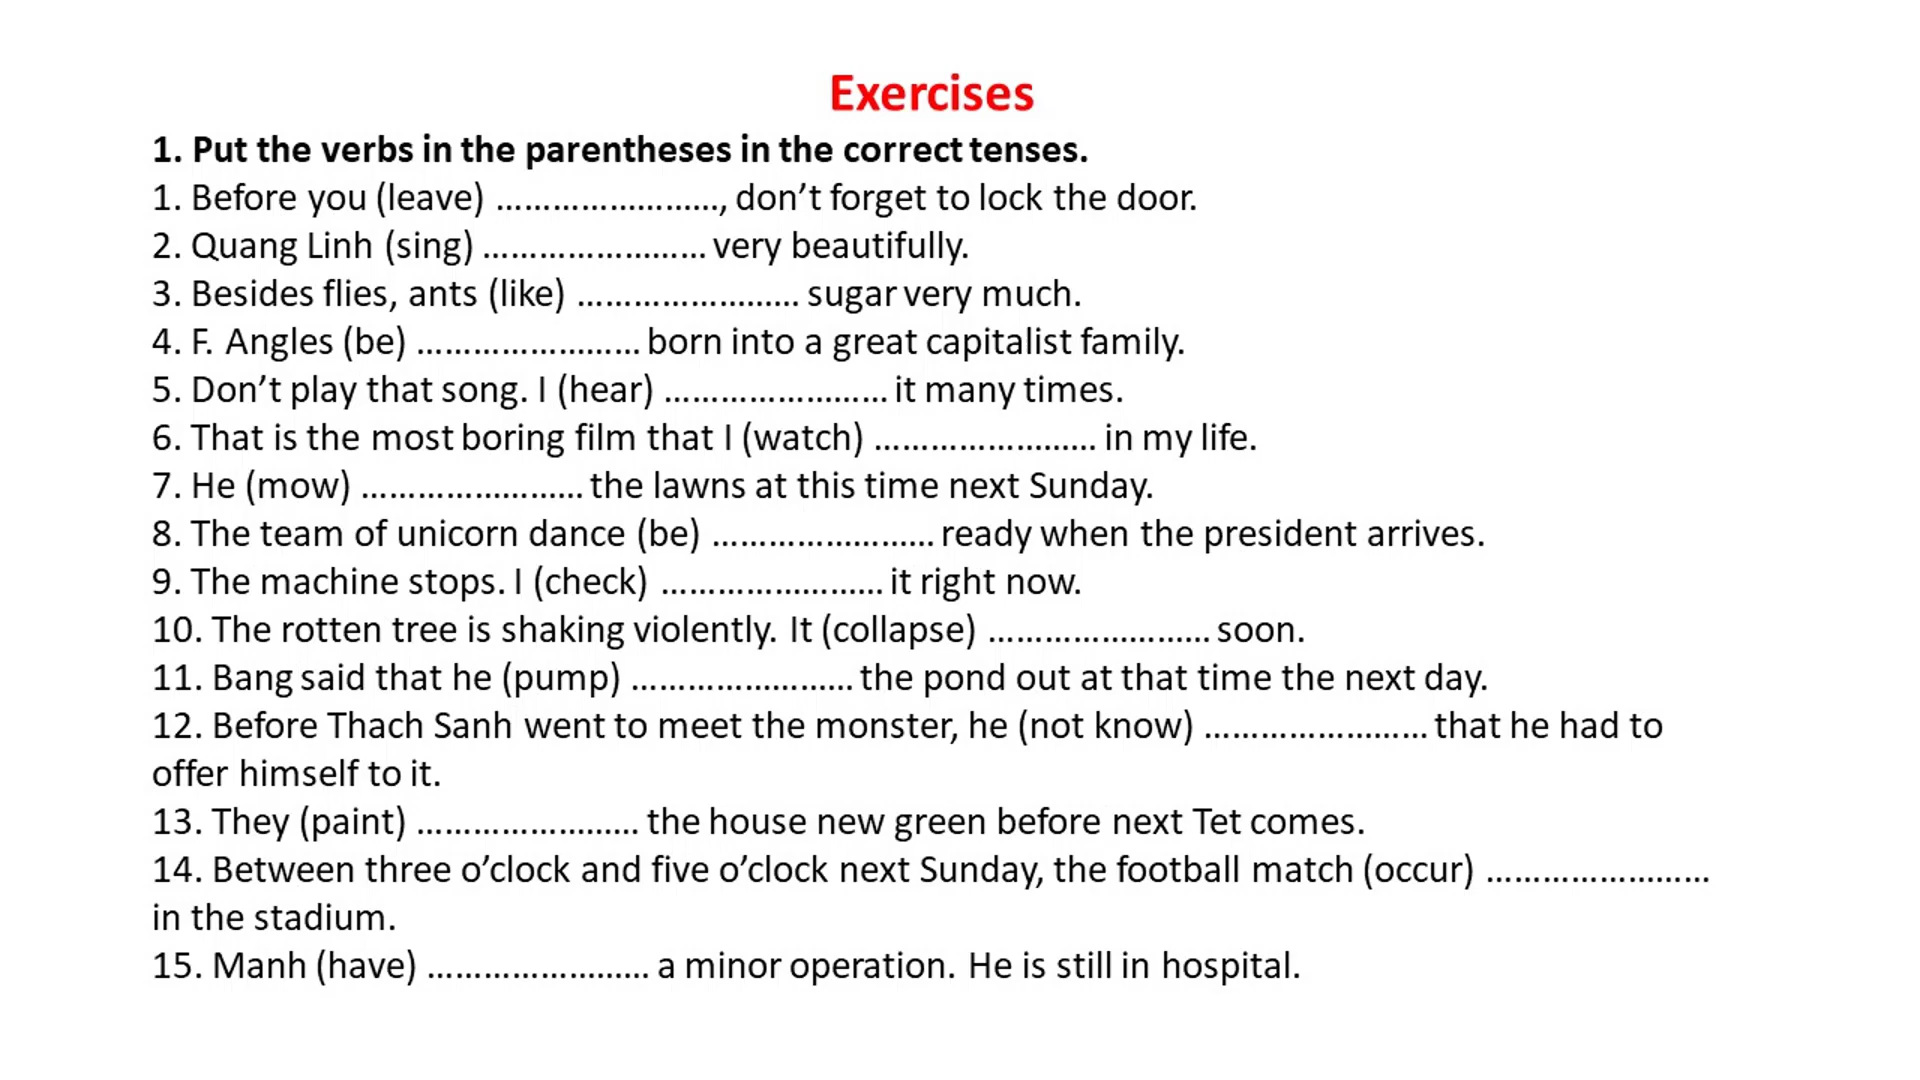 Exercises
1. Put the verbs in the parentheses in the correct tenses.
1. Before you (leave) ……………………, don’t forget to lock the door.
2. Quang Linh (sing) …………………… very beautifully.
3. Besides flies, ants (like) …………………… sugar very much.
4. F. Angles (be) …………………… born into a great capitalist family.
5. Don’t play that song. I (hear) …………………… it many times.
6. That is the most boring film that I (watch) …………………… in my life.
7. He (mow) …………………… the lawns at this time next Sunday.
8. The team of unicorn dance (be) …………………… ready when the president arrives.
9. The machine stops. I (check) …………………… it right now.
10. The rotten tree is shaking violently. It (collapse) …………………… soon.
11. Bang said that he (pump) …………………… the pond out at that time the next day.
12. Before Thach Sanh went to meet the monster, he (not know) …………………… that he had to
offer himself to it.
13. They (paint) …………………… the house new green before next Tet comes.
14. Between three o’clock and five o’clock next Sunday, the football match (occur) ……………………
in the stadium.
15. Manh (have) …………………… a minor operation. He is still in hospital.